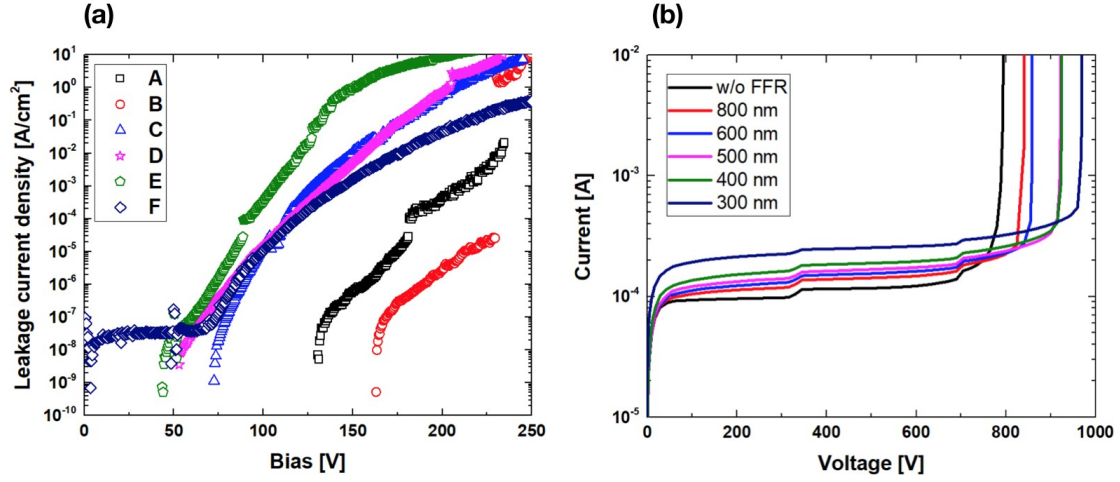 (a)
Leakage current density [A/cm²]
10¹
10⁰
10⁻¹
10⁻²
10⁻³
10⁻⁴
10⁻⁵
10⁻⁶
10⁻⁷
10⁻⁸
10⁻⁹
10⁻¹⁰
A
B
C
D
E
F
0 50 100 150 200 250
Bias [V]
(b)
Current [A]
10⁻²
10⁻³
10⁻⁴
10⁻⁵
w/o FFR
800 nm
600 nm
500 nm
400 nm
300 nm
0 200 400 600 800 1000
Voltage [V]